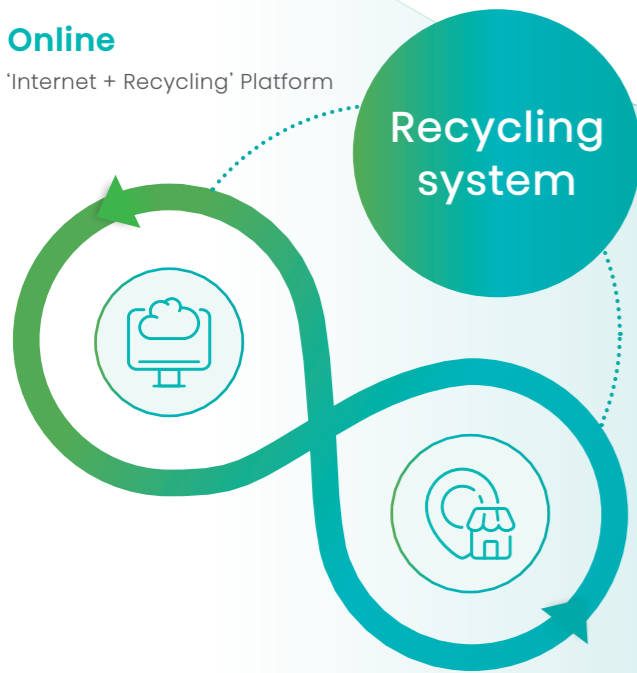 Online
‘Internet + Recycling’ Platform
Recycling
system